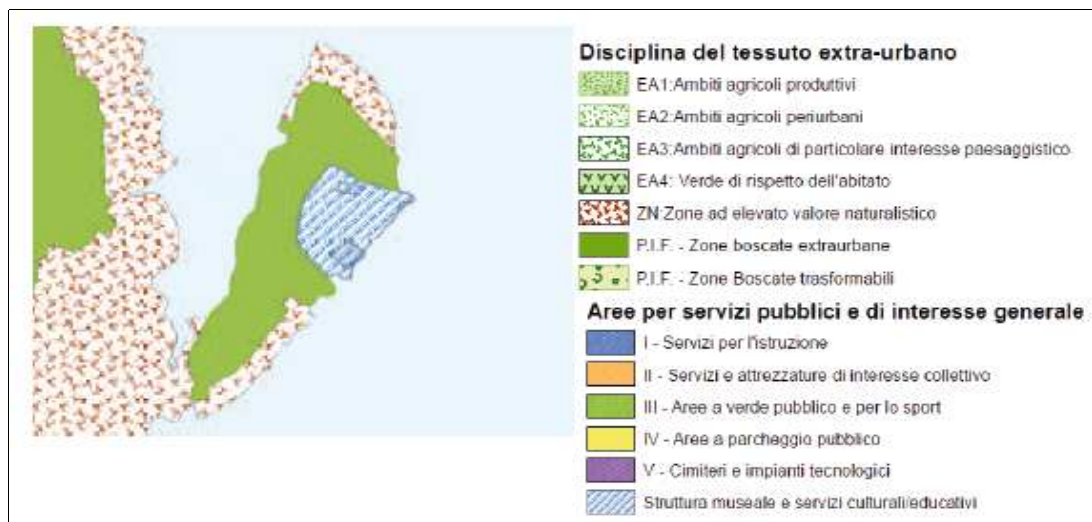 Disciplina del tessuto extra-urbano
EA1:Ambiti agricoli produttivi
EA2:Ambiti agricoli periurbani
EA3:Ambiti agricoli di particolare interesse paesaggistico
EA4: Verde di rispetto dell'abitato
ZN:Zone ad elevato valore naturalistico
P.I.F. - Zone boscate extraurbane
P.I.F. - Zone Boscate trasformabili
Aree per servizi pubblici e di interesse generale
I - Servizi per l'istruzione
II - Servizi e attrezzature di interesse collettivo
III - Aree a verde pubblico e per lo sport
IV - Aree a parcheggio pubblico
V - Cimiteri e impianti tecnologici
Struttura museale e servizi culturali/educativi